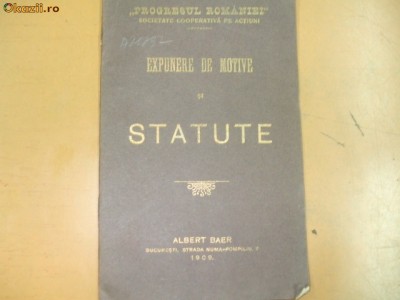 Okazii.ro
„PROGRESUL ROMÂNIEI"
SOCIETATE COOPERATIVĂ PE ACȚIUNI
EXPUNERE DE MOTIVE
ȘI
STATUTE
ALBERT BAER
BUCUREȘTI, STRADA NUMA-POMPILIU, 7
1909.